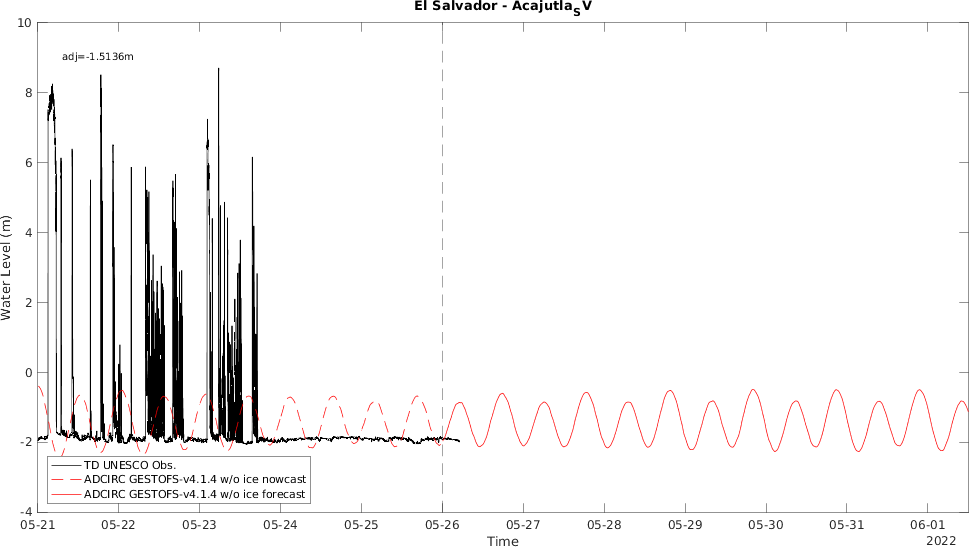 El Salvador - AcajutlaSV
adj=-1.5136m
10
8
6
4
2
0
-2
-4
Water Level (m)
TD UNESCO Obs.
ADCIRC GESTOFS-v4.1.4 w/o ice nowcast
ADCIRC GESTOFS-v4.1.4 w/o ice forecast
05-21 05-22 05-23 05-24 05-25 05-26 05-27 05-28 05-29 05-30 05-31 06-01
Time
2022